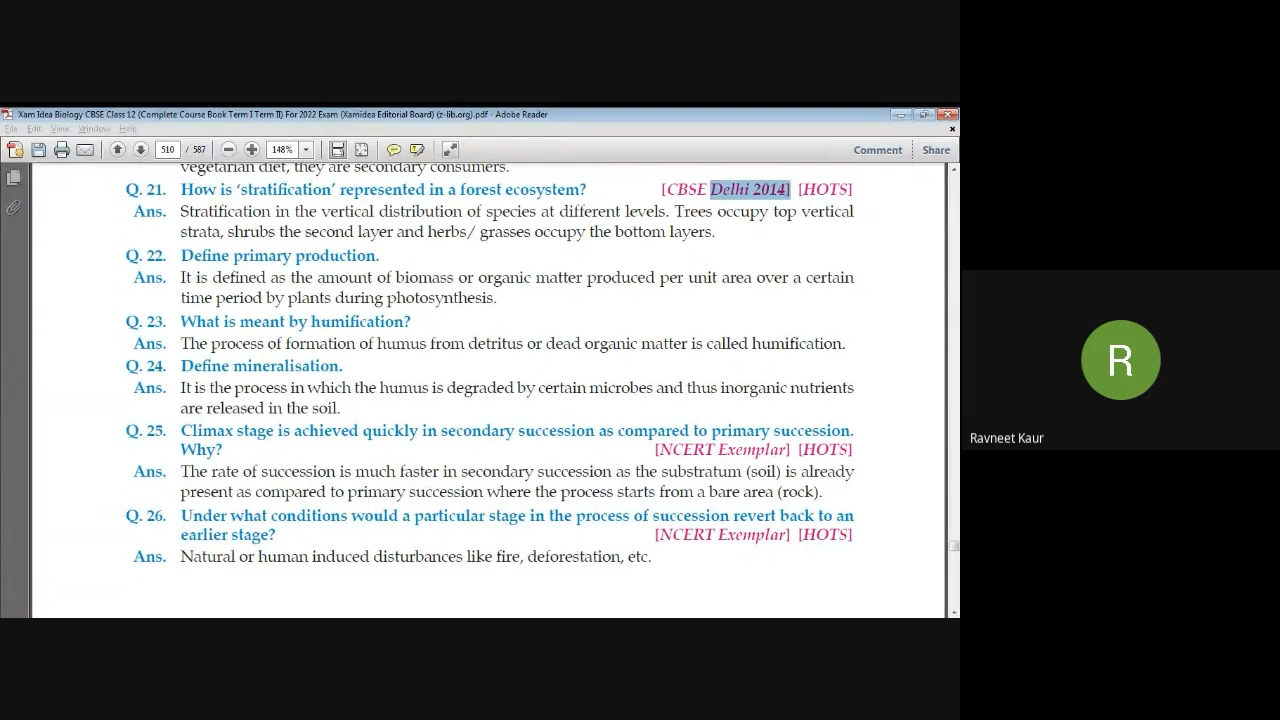 Xam Idea Biology CBSE Class 12 (Complete Course Book Term I Term II) For 2022 Exam (Xamidea Editorial Board) (z-lib.org).pdf - Adobe Reader
File Edit View Window Help
510 / 587 148% Comment Share
vegetarian diet, they are secondary consumers.
Q. 21. How is ‘stratification’ represented in a forest ecosystem? [CBSE Delhi 2014] [HOTS]
Ans. Stratification in the vertical distribution of species at different levels. Trees occupy top vertical
strata, shrubs the second layer and herbs/ grasses occupy the bottom layers.
Q. 22. Define primary production.
Ans. It is defined as the amount of biomass or organic matter produced per unit area over a certain
time period by plants during photosynthesis.
Q. 23. What is meant by humification?
Ans. The process of formation of humus from detritus or dead organic matter is called humification.
Q. 24. Define mineralisation.
Ans. It is the process in which the humus is degraded by certain microbes and thus inorganic nutrients
are released in the soil.
Q. 25. Climax stage is achieved quickly in secondary succession as compared to primary succession.
Why? [NCERT Exemplar] [HOTS]
Ans. The rate of succession is much faster in secondary succession as the substratum (soil) is already
present as compared to primary succession where the process starts from a bare area (rock).
Q. 26. Under what conditions would a particular stage in the process of succession revert back to an
earlier stage? [NCERT Exemplar] [HOTS]
Ans. Natural or human induced disturbances like fire, deforestation, etc.
R
Ravneet Kaur